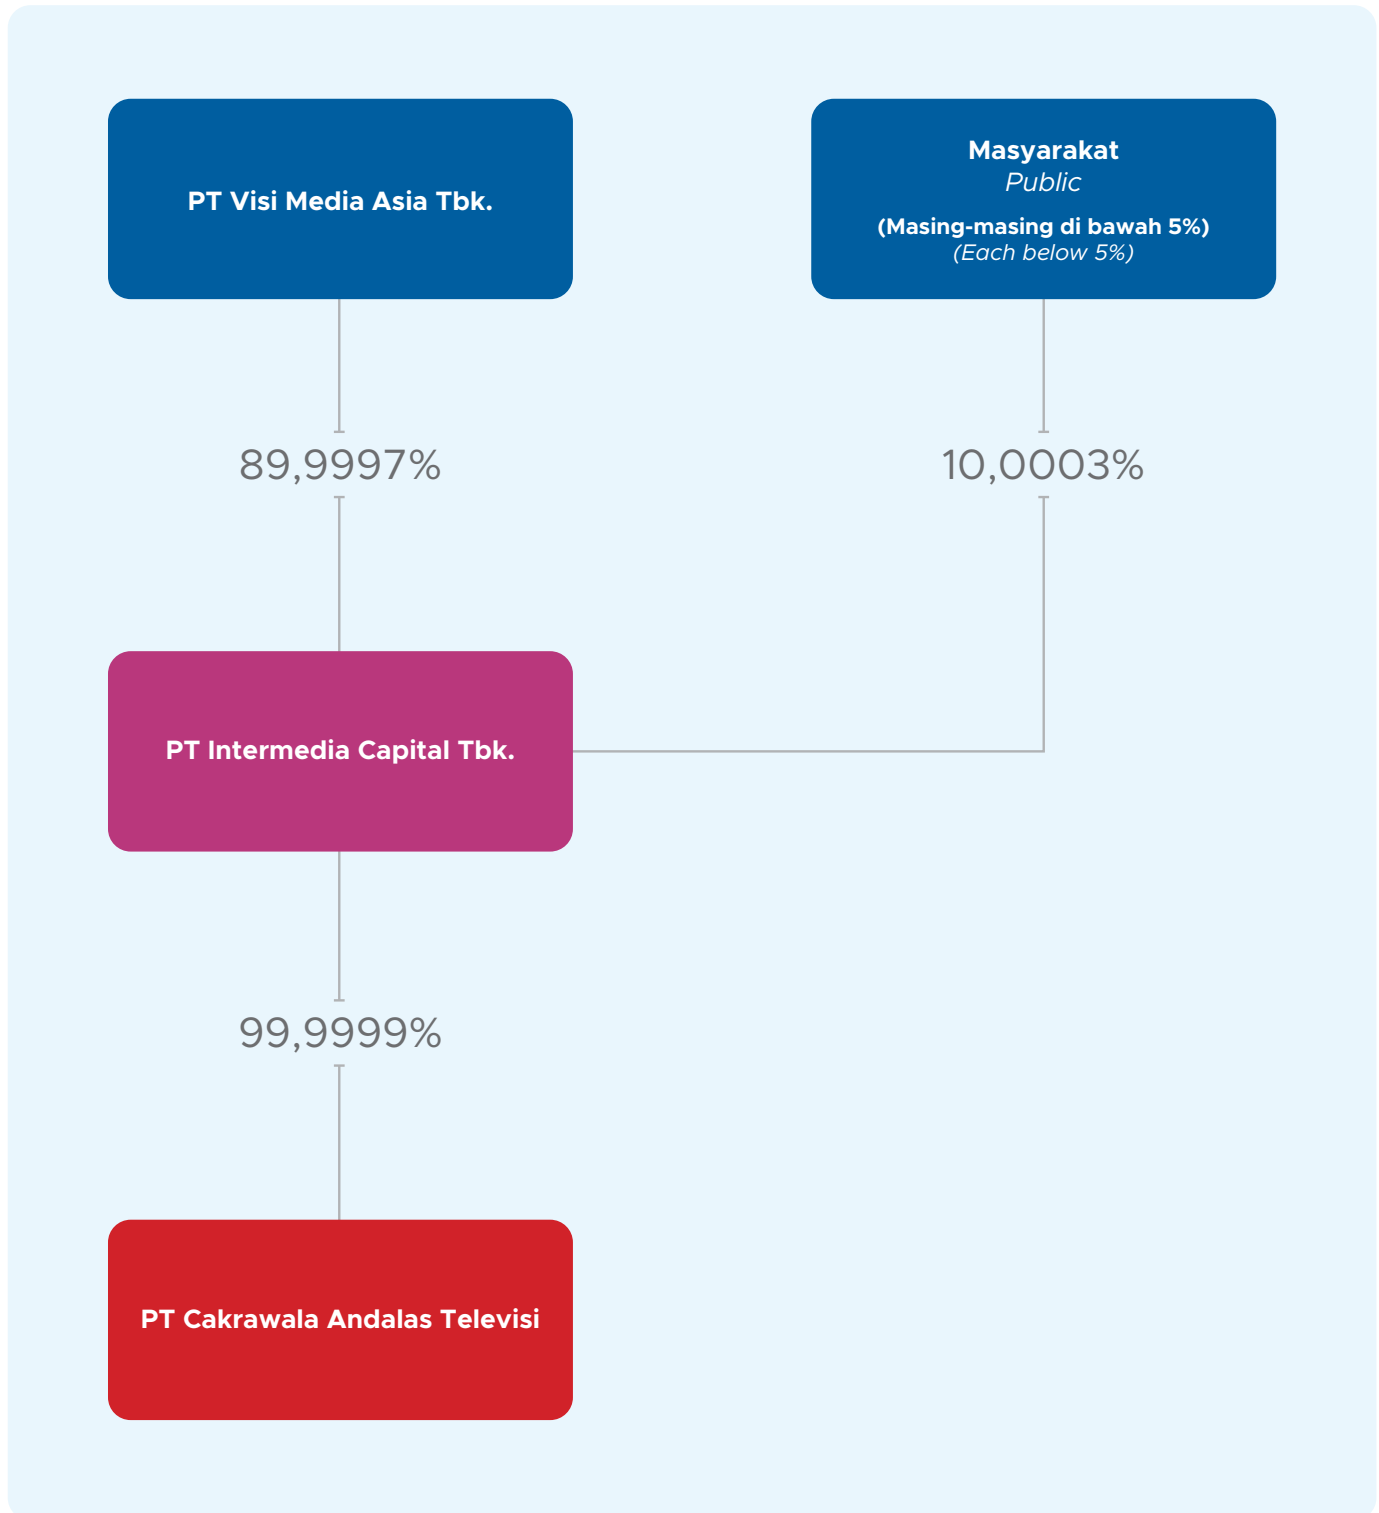 PT Visi Media Asia Tbk.
Masyarakat
Public
(Masing-masing di bawah 5%)
(Each below 5%)
89,9997%
10,0003%
PT Intermedia Capital Tbk.
99,9999%
PT Cakrawala Andalas Televisi